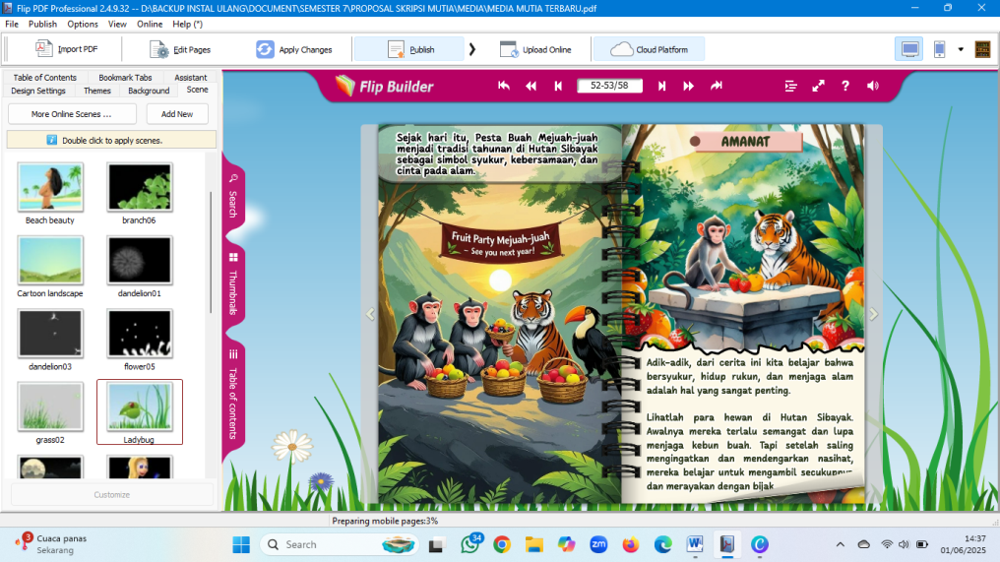 Flip PDF Professional 2.4.9.32 -- D:\BACKUP INSTAL ULANG\DOCUMENT\SEMESTER 7\PROPOSAL SKRIPSI MUTIA\MEDIA\MEDIA MUTIA TERBARU.pdf
File Publish Options View Online Help (*)
Import PDF Edit Pages Apply Changes Publish Upload Online Cloud Platform
Table of Contents Bookmark Tabs Assistant
Design Settings Themes Background Scene
More Online Scenes ... Add New
Double click to apply scenes.
Beach beauty branch06
Cartoon landscape dandelion01
dandelion03 flower05
grass02 Ladybug
Customize
Flip Builder 52-53/58
Search
Thumbnails
Table of contents
Sejak hari itu, Pesta Buah Mejuah-juah
menjadi tradisi tahunan di Hutan Sibayak
sebagai simbol syukur, kebersamaan, dan
cinta pada alam.
Fruit Party Mejuah-juah
- See you next year!
AMANAT
Adik-adik, dari cerita ini kita belajar bahwa
bersyukur, hidup rukun, dan menjaga alam
adalah hal yang sangat penting.
Lihatlah para hewan di Hutan Sibayak.
Awalnya mereka terlalu semangat dan lupa
menjaga kebun buah. Tapi setelah saling
mengingatkan dan mendengarkan nasihat,
mereka belajar untuk mengambil secukupnya
dan merayakan dengan bijak
Preparing mobile pages:3%
3
Cuaca panas
Sekarang
Search
34
zm
14:37
01/06/2025